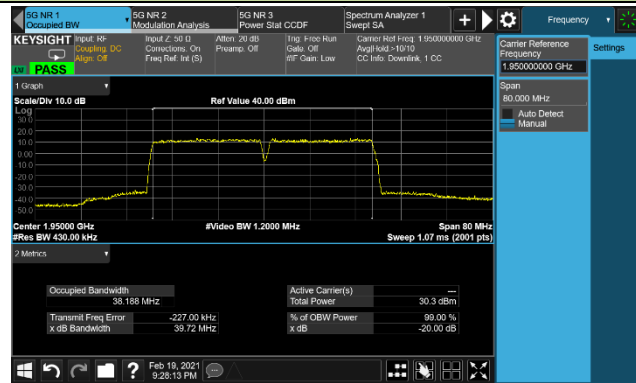 5G NR 1
Occupied BW
5G NR 2
Modulation Analysis
5G NR 3
Power Stat CCDF
Spectrum Analyzer 1
Swept SA
Frequency
KEYSIGHT
Input: RF
Coupling: DC
Align: Off
Input Z: 50 Ω
Corrections: On
Freq Ref: Int (S)
Atten: 20 dB
Preamp: Off
Trig: Free Run
Gate: Off
#IF Gain: Low
Carrier Ref Freq: 1.950000000 GHz
Avg|Hold:>10/10
CC Info: Downlink, 1 CC
PASS
Carrier Reference
Frequency
1.950000000 GHz
Settings
Span
80.000 MHz
Auto Detect
Manual
1 Graph
Scale/Div 10.0 dB
Ref Value 40.00 dBm
Log
30.0
20.0
10.0
0.00
-10.0
-20.0
-30.0
-40.0
-50.0
Center 1.95000 GHz
#Video BW 1.2000 MHz
Span 80 MHz
#Res BW 430.00 kHz
Sweep 1.07 ms (2001 pts)
2 Metrics
Occupied Bandwidth
38.188 MHz
Active Carrier(s)
---
Total Power
30.3 dBm
Transmit Freq Error
-227.00 kHz
% of OBW Power
99.00 %
x dB Bandwidth
39.72 MHz
x dB
-20.00 dB
?
Feb 19, 2021
9:28:13 PM